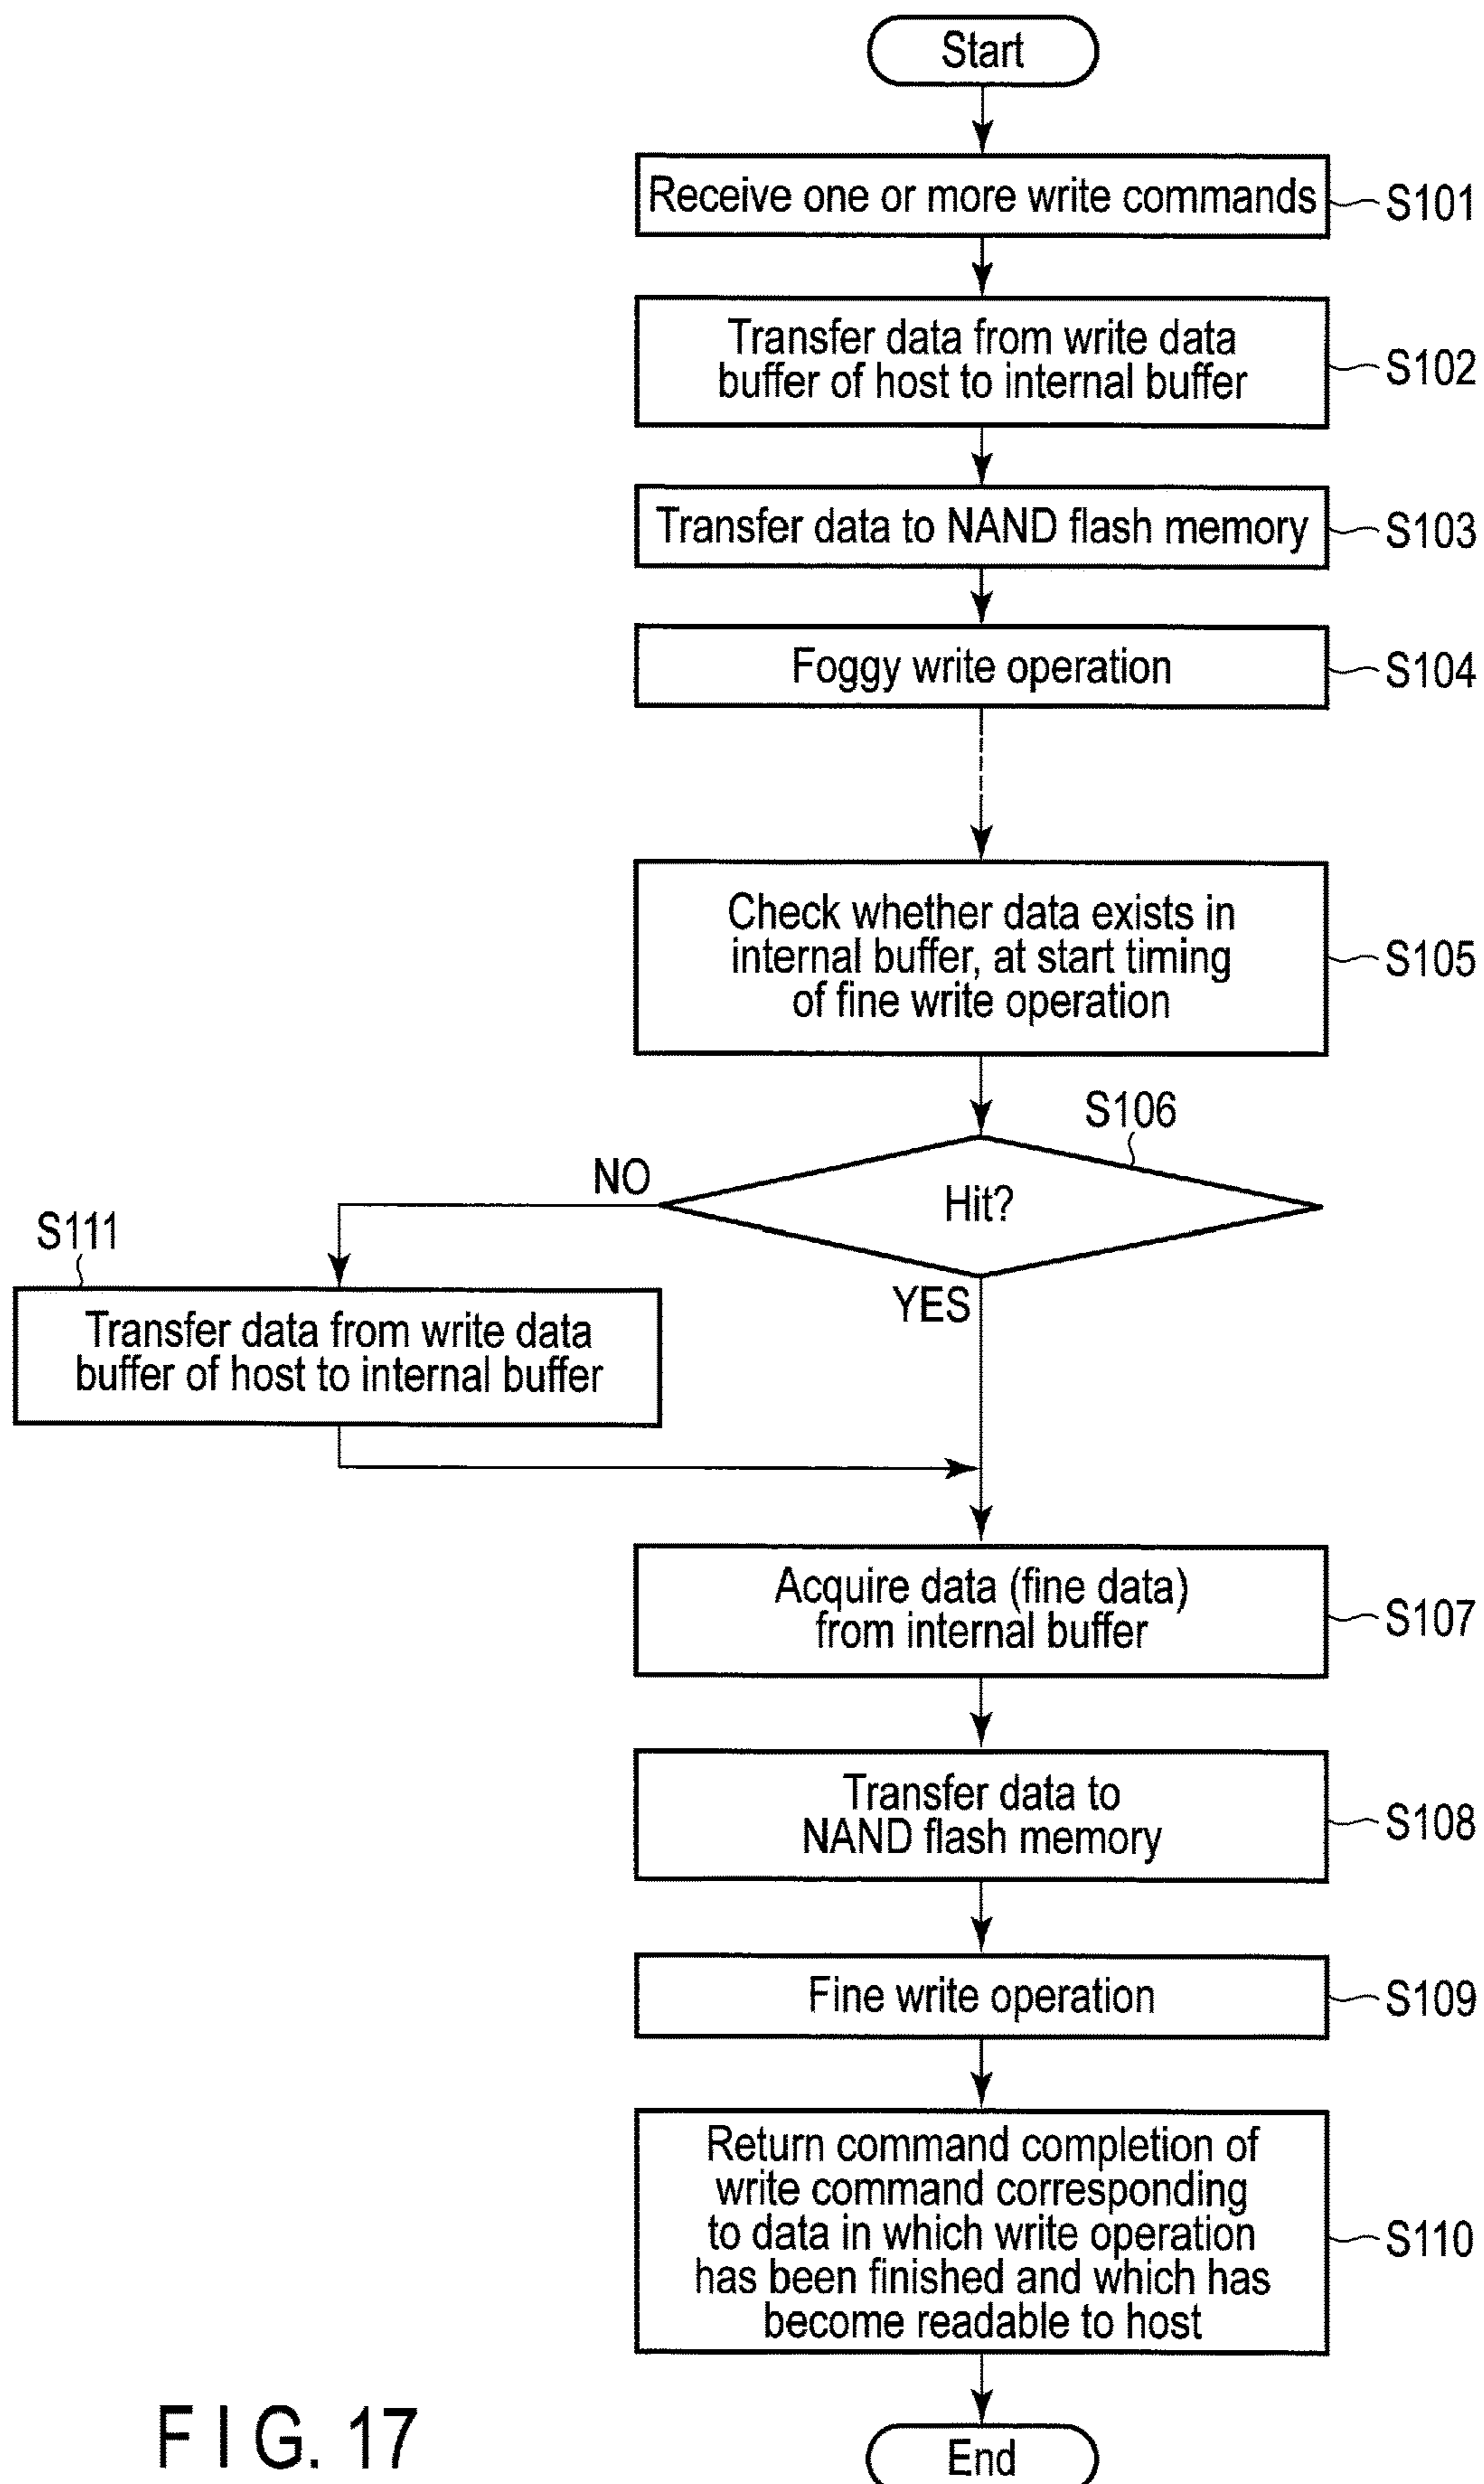 Start
Receive one or more write commands
S101
Transfer data from write data
buffer of host to internal buffer
S102
Transfer data to NAND flash memory
S103
Foggy write operation
S104
Check whether data exists in
internal buffer, at start timing
of fine write operation
S105
S106
Hit?
NO
YES
S111
Transfer data from write data
buffer of host to internal buffer
Acquire data (fine data)
from internal buffer
S107
Transfer data to
NAND flash memory
S108
Fine write operation
S109
Return command completion of
write command corresponding
to data in which write operation
has been finished and which has
become readable to host
S110
End
FIG. 17